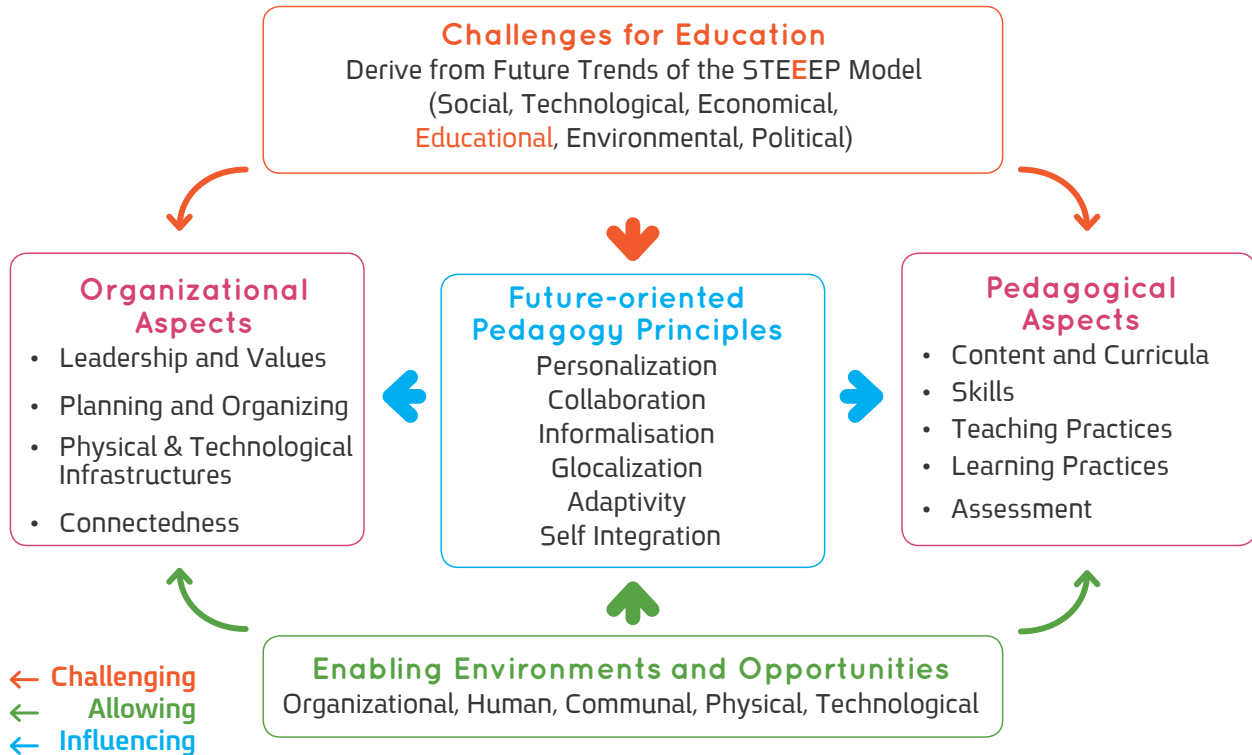 Challenges for Education
Derive from Future Trends of the STEEEP Model
(Social, Technological, Economical,
Educational, Environmental, Political)
Organizational
Aspects
• Leadership and Values
• Planning and Organizing
• Physical & Technological
Infrastructures
• Connectedness
Future-oriented
Pedagogy Principles
Personalization
Collaboration
Informalisation
Glocalization
Adaptivity
Self Integration
Pedagogical
Aspects
• Content and Curricula
• Skills
• Teaching Practices
• Learning Practices
• Assessment
Enabling Environments and Opportunities
Organizational, Human, Communal, Physical, Technological
← Challenging
← Allowing
← Influencing